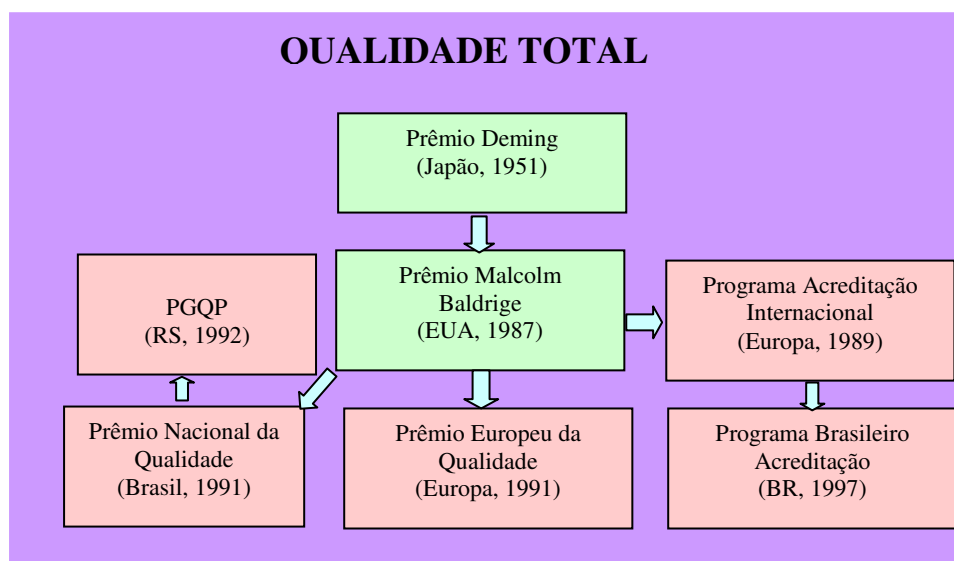 OUALIDADE TOTAL
Prêmio Deming
(Japão, 1951)
PGQP
(RS, 1992)
Prêmio Malcolm
Baldrige
(EUA, 1987)
Programa Acreditação
Internacional
(Europa, 1989)
Prêmio Nacional da
Qualidade
(Brasil, 1991)
Prêmio Europeu da
Qualidade
(Europa, 1991)
Programa Brasileiro
Acreditação
(BR, 1997)